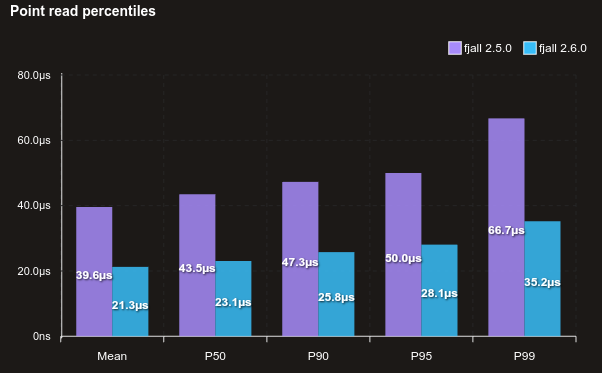 Point read percentiles
fjall 2.5.0 fjall 2.6.0
80.0µs
60.0µs
40.0µs
20.0µs
0ns
39.6µs 21.3µs
43.5µs 23.1µs
47.3µs 25.8µs
50.0µs 28.1µs
66.7µs 35.2µs
Mean P50 P90 P95 P99